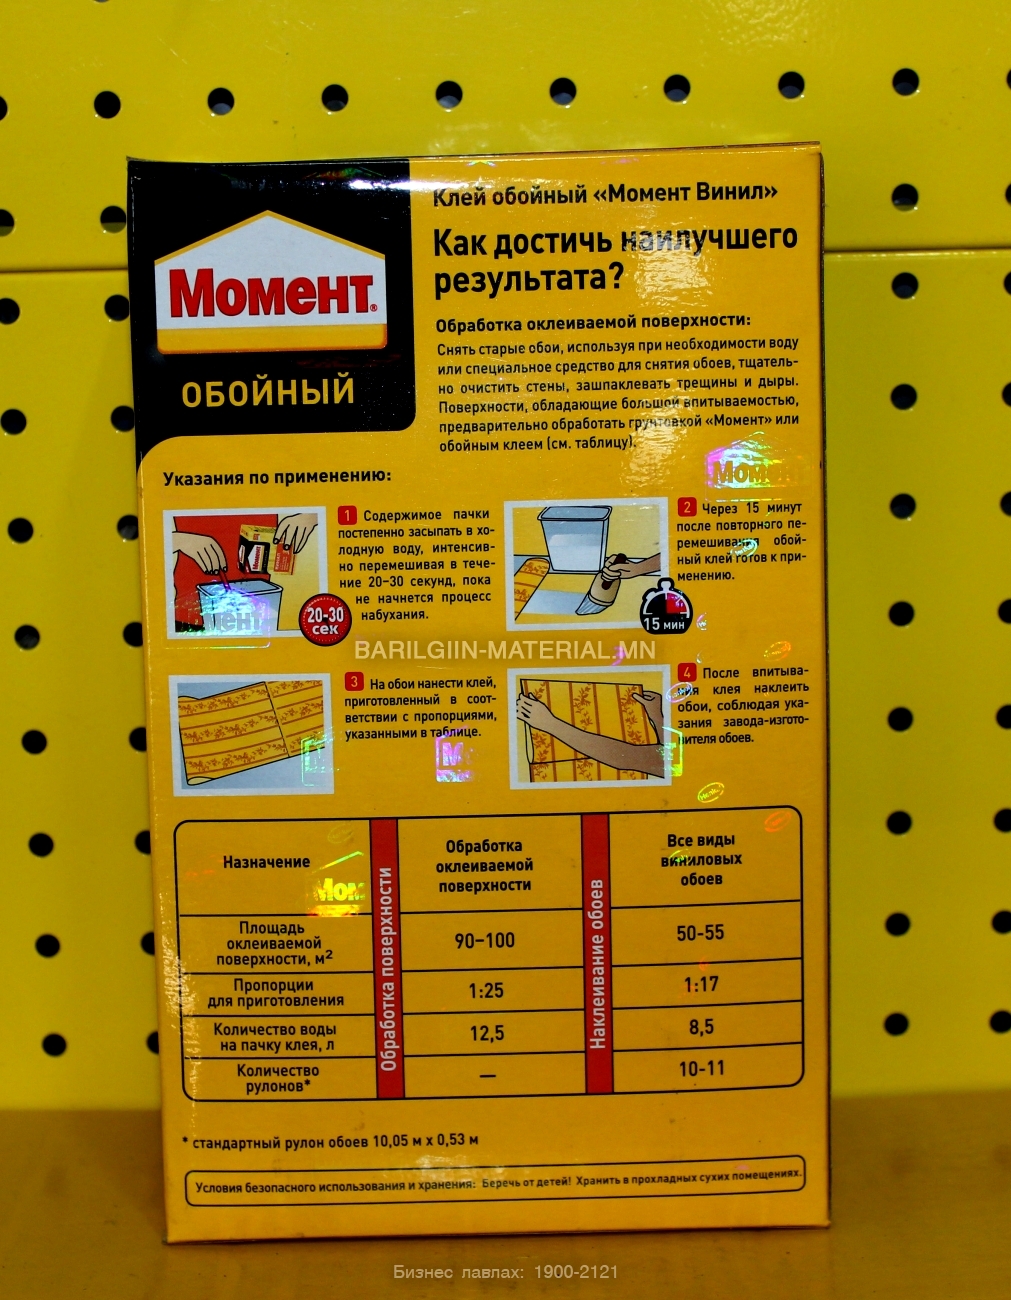 Клей обойный «Момент Винил»
Как достичь наилучшего
результата?
Момент®
ОБОЙНЫЙ
Обработка оклеиваемой поверхности:
Снять старые обои, используя при необходимости воду
или специальное средство для снятия обоев, тщатель-
но очистить стены, зашпаклевать трещины и дыры.
Поверхности, обладающие большой впитываемостью,
предварительно обработать грунтовкой «Момент» или
обойным клеем (см. таблицу).
Момент
Указания по применению:
1 Содержимое пачки
постепенно засыпать в хо-
лодную воду, интенсив-
но перемешивая в тече-
ние 20–30 секунд, пока
не начнется процесс
набухания.
Момент
20-30
сек
2 Через 15 минут
после повторного пе-
ремешивания обой-
ный клей готов к при-
менению.
15 мин
BARILGIIN-MATERIAL.MN
3 На обои нанести клей,
приготовленный в соот-
ветствии с пропорциями,
указанными в таблице.
4 После впитыва-
ния клея наклеить
обои, соблюдая ука-
зания завода-изгото-
вителя обоев.
Назначение
Обработка поверхности
Обработка
оклеиваемой
поверхности
Наклеивание обоев
Все виды
виниловых
обоев
Площадь
оклеиваемой
поверхности, м²
90–100
50-55
Пропорции
для приготовления
1:25
1:17
Количество воды
на пачку клея, л
12,5
8,5
Количество
рулонов*
—
10-11
* стандартный рулон обоев 10,05 м x 0,53 м
Условия безопасного использования и хранения: Беречь от детей! Хранить в прохладных сухих помещениях.
Бизнес лавлах: 1900-2121